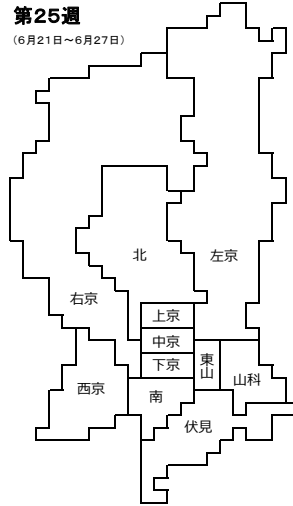 第25週
(6月21日～6月27日)
北
左京
右京
上京
中京
下京
東山
山科
西京
南
伏見